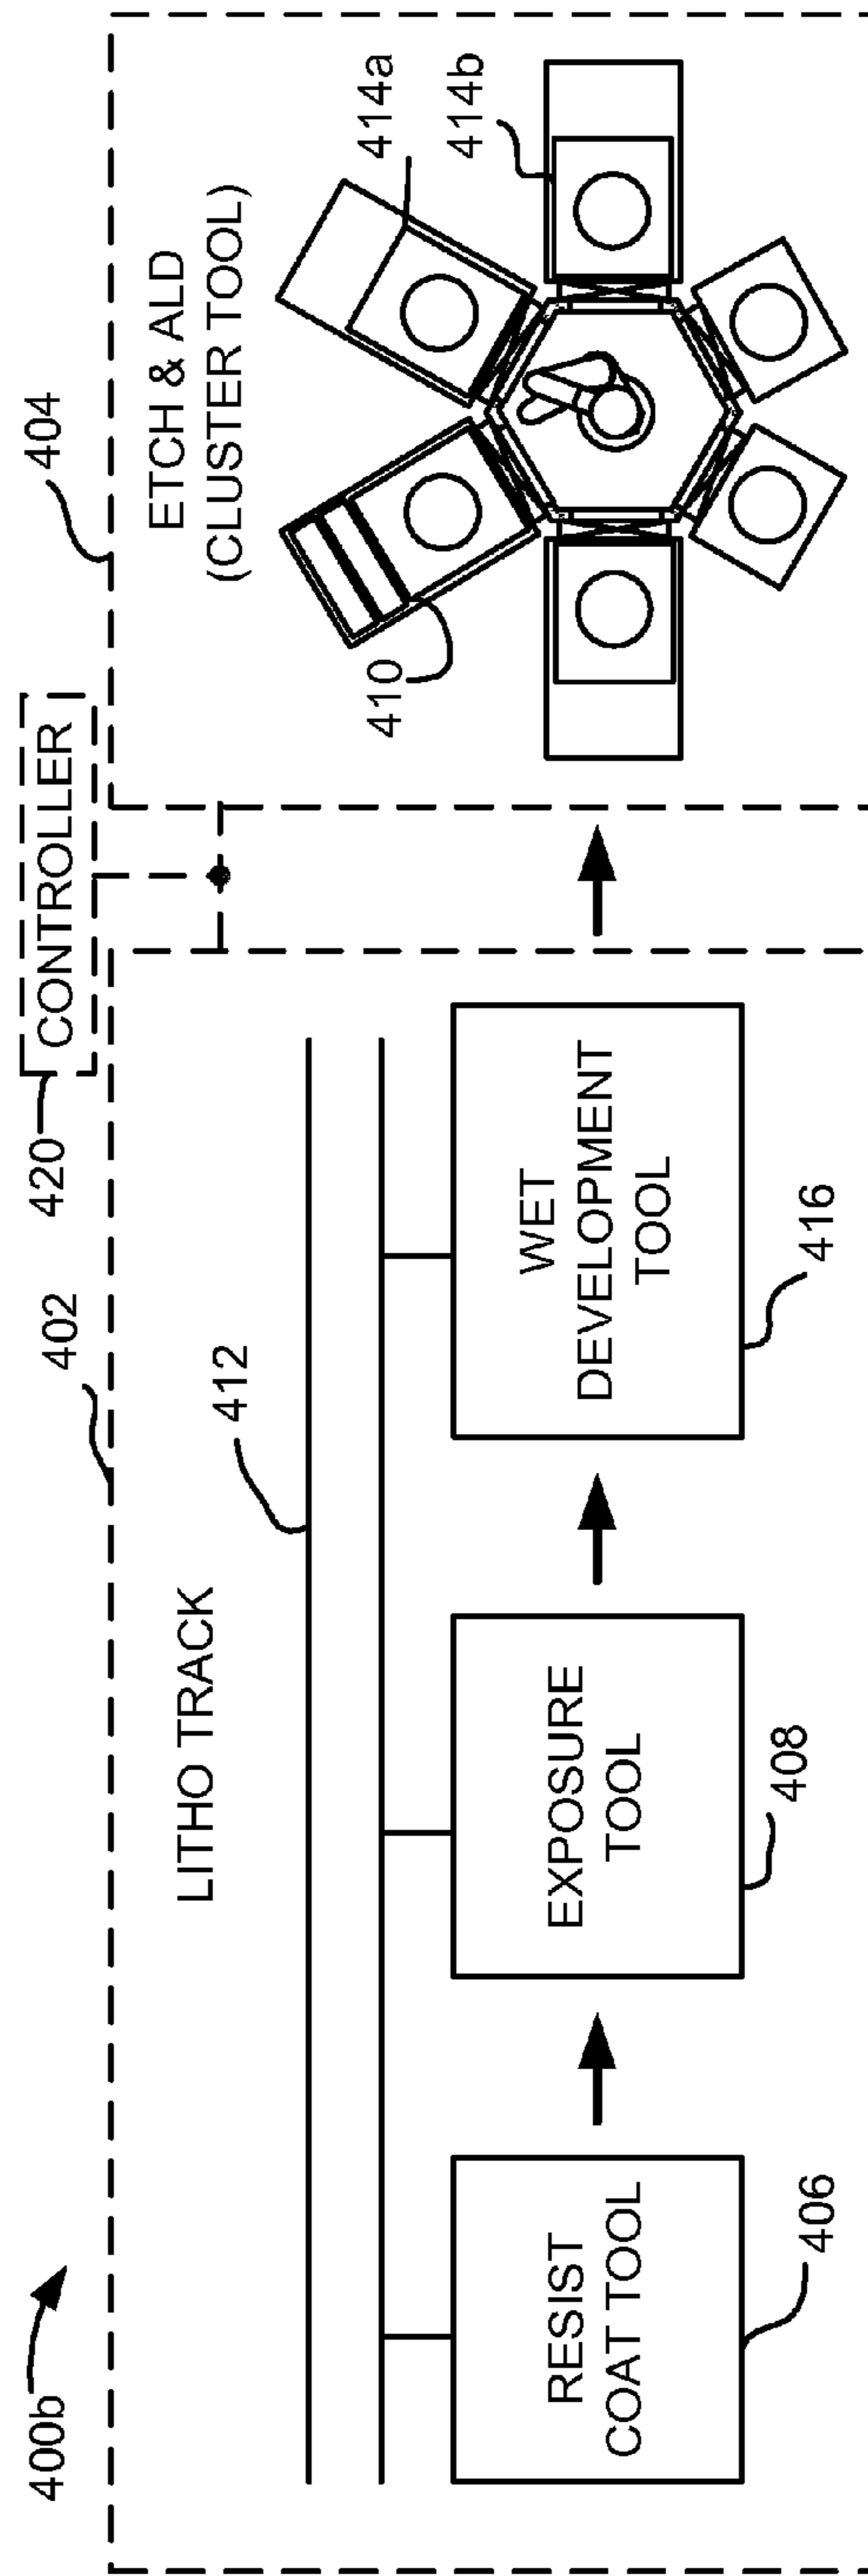 400b
402
420
CONTROLLER
404
LITHO TRACK
412
RESIST
COAT TOOL
406
EXPOSURE
TOOL
408
WET
DEVELOPMENT
TOOL
416
ETCH & ALD
(CLUSTER TOOL)
410
414a
414b